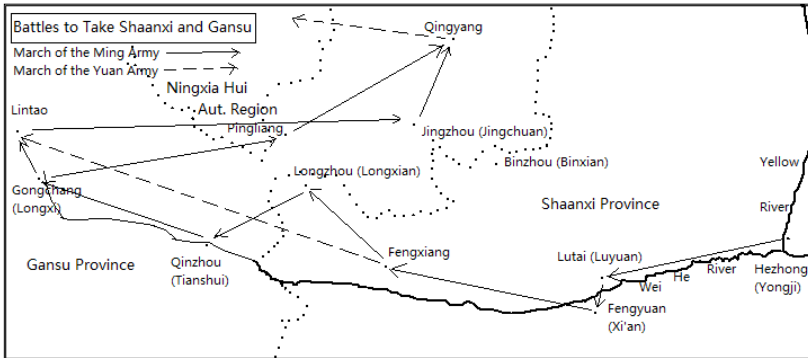 Battles to Take Shaanxi and Gansu
March of the Ming Army
March of the Yuan Army
Qingyang
Ningxia Hui
Aut. Region
Lintao
Pingliang
Jingzhou (Jingchuan)
Longzhou (Longxian)
Binzhou (Binxian)
Yellow
River
Gongchang
(Longxi)
Shaanxi Province
Gansu Province
Qinzhou
(Tianshui)
Fengxiang
Lutai (Luyuan)
Wei He River
Hezhong
(Yongji)
Fengyuan
(Xi'an)